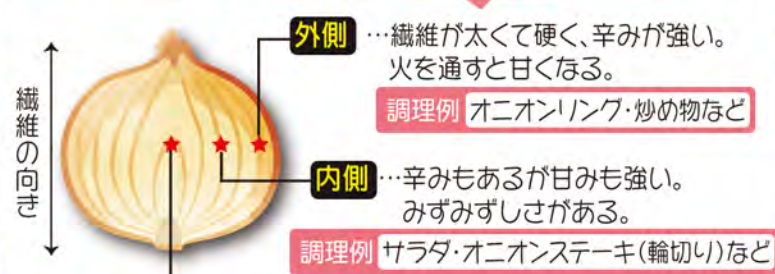 外側…繊維が太くて硬く、辛みが強い。
火を通すと甘くなる。
調理例 オニオンリング・炒め物など
繊維の向き
内側…辛みもあるが甘みも強い。
みずみずしさがある。
調理例 サラダ・オニオンステーキ(輪切り)など